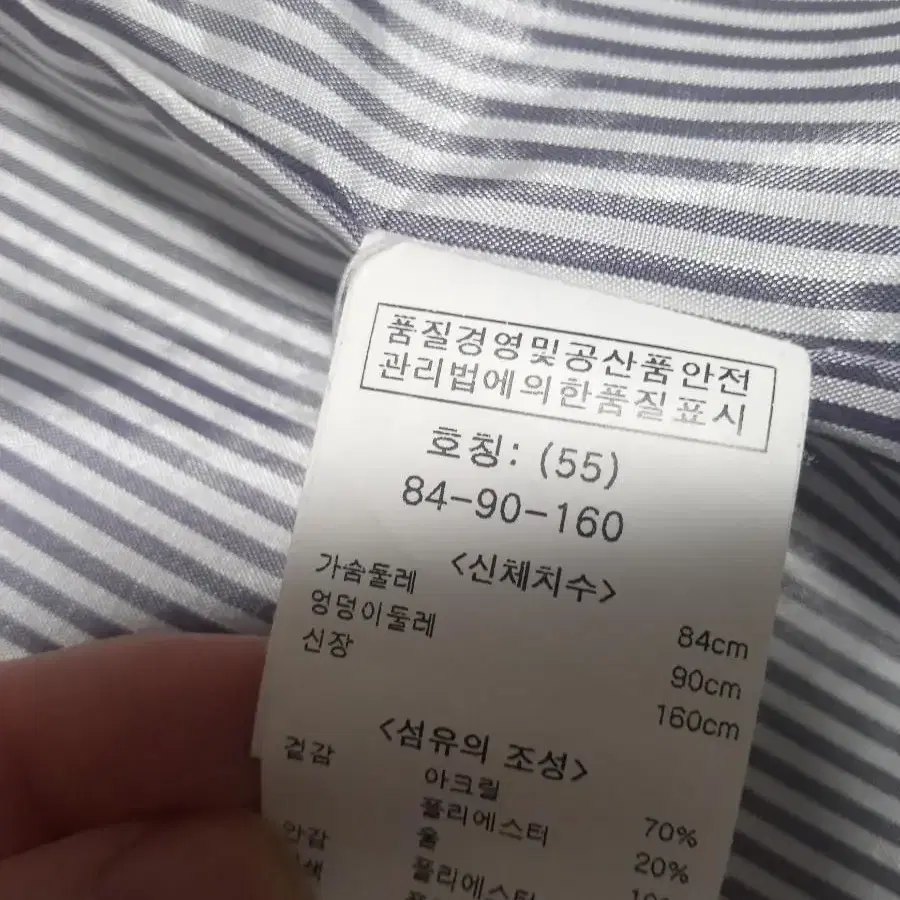 품질경영및공산품안전
관리법에의한품질표시
호칭: (55)
84-90-160
<신체치수>
가슴둘레 84cm
엉덩이둘레 90cm
신장 160cm
<섬유의 조성>
겉감 아크릴 70%
폴리에스터 20%
울
안감 폴리에스터